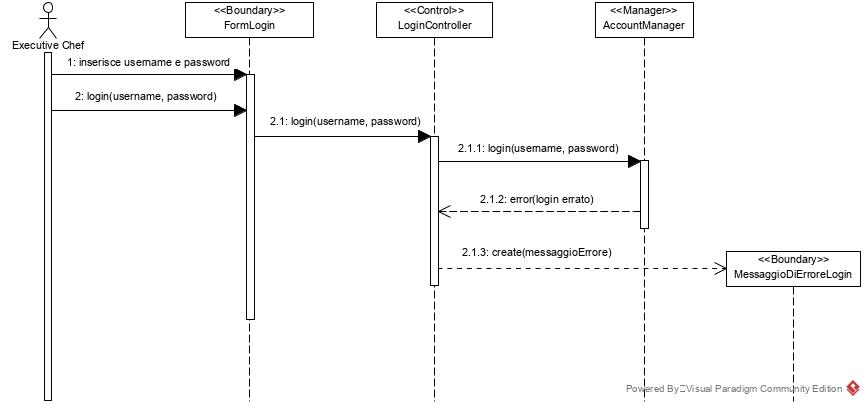 <<Boundary>>
FormLogin
<<Control>>
LoginController
<<Manager>>
AccountManager
Executive Chef
1: inserisce username e password
2: login(username, password)
2.1: login(username, password)
2.1.1: login(username, password)
2.1.2: error(login errato)
2.1.3: create(messaggioErrore)
<<Boundary>>
MessaggioDiErroreLogin
Powered By Visual Paradigm Community Edition